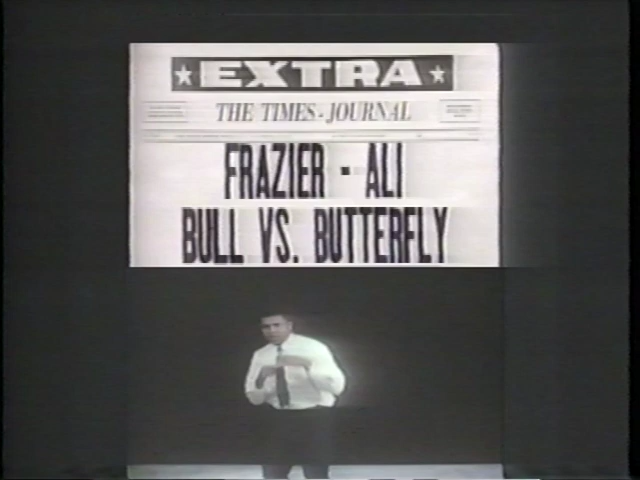 EXTRA
THE TIMES-JOURNAL
FRAZIER - ALI
BULL VS. BUTTERFLY